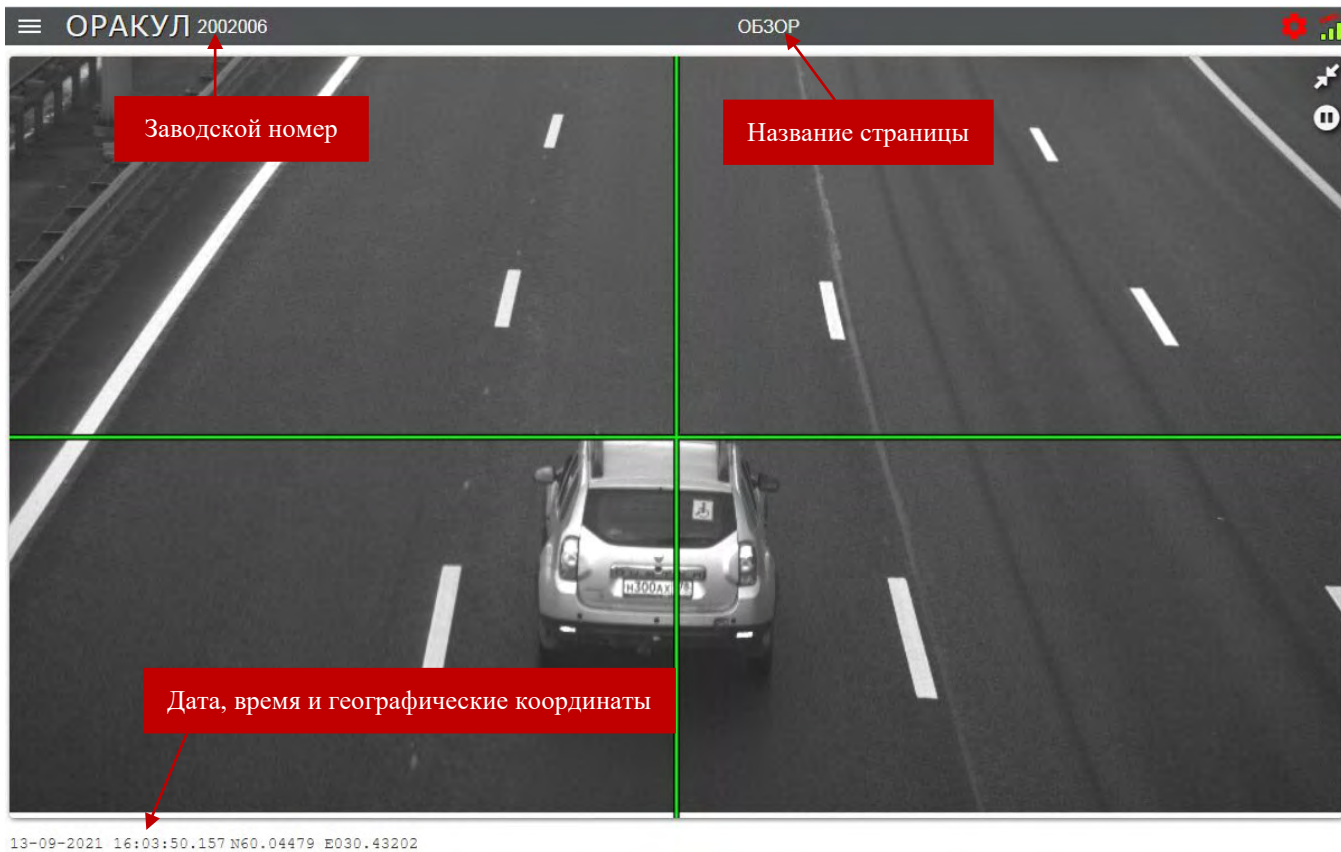 ОРАКУЛ 2002006 ОБЗОР
Заводской номер
Название страницы
Н300АХ
Дата, время и географические координаты
13-09-2021 16:03:50.157 N60.04479 E030.43202